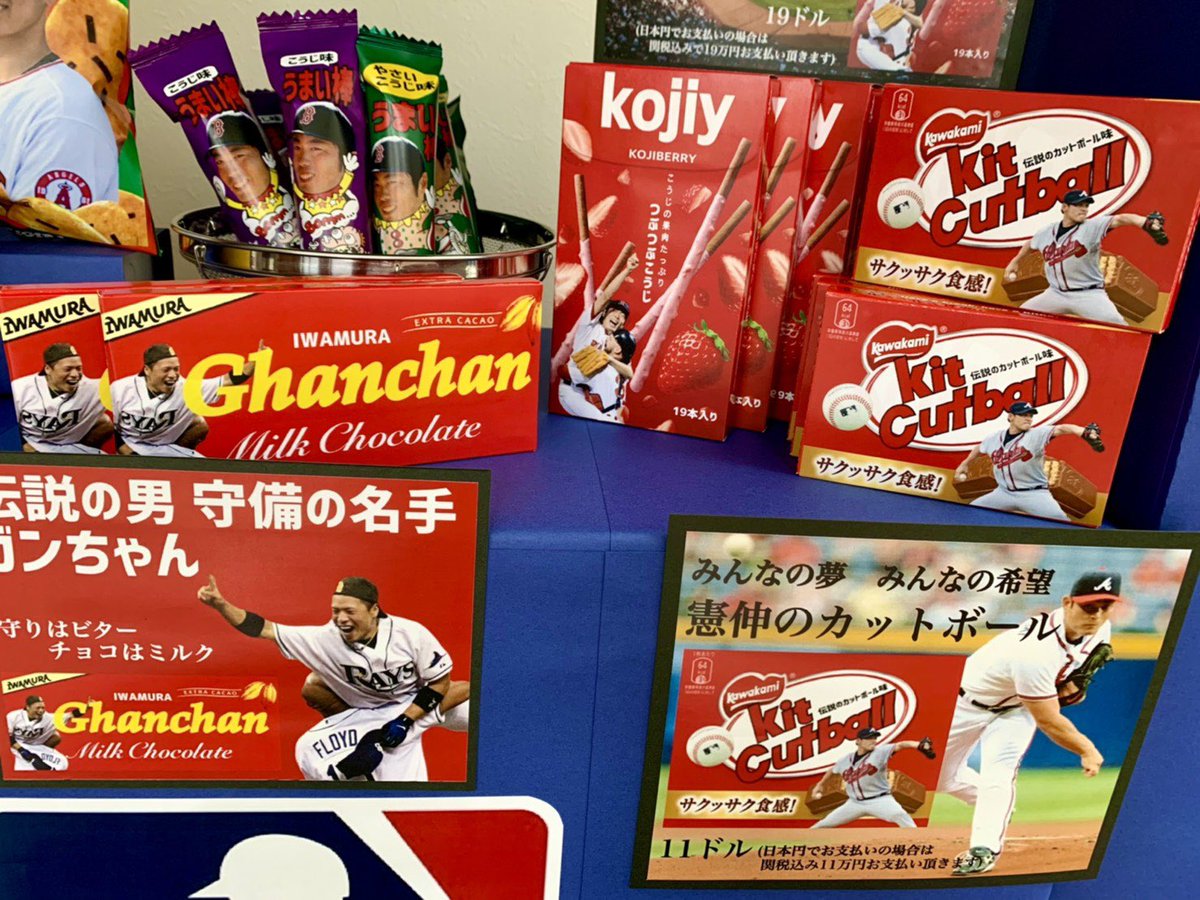 19ドル
(日本円でお支払いの場合は
関税込みで19万円お支払い頂きます)
19本入り
こうじ味
うまい棒
こうじ味
うまい棒
やさい
こうじ味
うまい
ANGELS
kojiy
KOJIBERRY
こうじの果肉たっぷり
つぶつぶこうじ
19本入り
y
64
kcal
Kawakami
伝説のカットボール味
Kit
Cutball
サクッサク食感!
64
kcal
Kawakami
伝説のカットボール味
Kit
Cutball
サクッサク食感!
IWAMURA
IWAMURA
IWAMURA
EXTRA CACAO
Ghanchan
Milk Chocolate
RAYS
RAYS
伝説の男 守備の名手
ガンちゃん
守りはビター
チョコはミルク
RAYS
FLOYD
IWAMURA
IWAMURA
EXTRA CACAO
Ghanchan
Milk Chocolate
みんなの夢 みんなの希望
憲伸のカットボール
64
kcal
Kawakami
伝説のカットボール味
Kit
Cutball
サクッサク食感!
11ドル (日本円でお支払いの場合は
関税込み11万円お支払い頂きます)